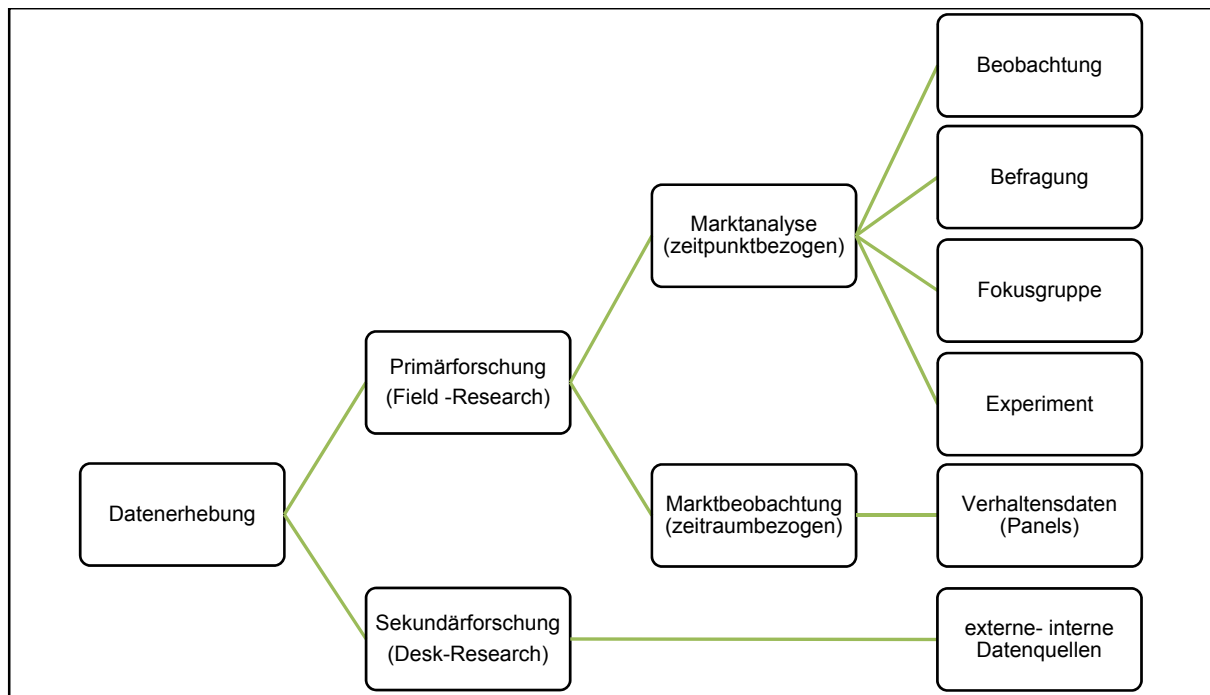 Beobachtung
Befragung
Marktanalyse
(zeitpunktbezogen)
Fokusgruppe
Primärforschung
(Field -Research)
Experiment
Datenerhebung
Marktbeobachtung
(zeitraumbezogen)
Verhaltensdaten
(Panels)
Sekundärforschung
(Desk-Research)
externe- interne
Datenquellen